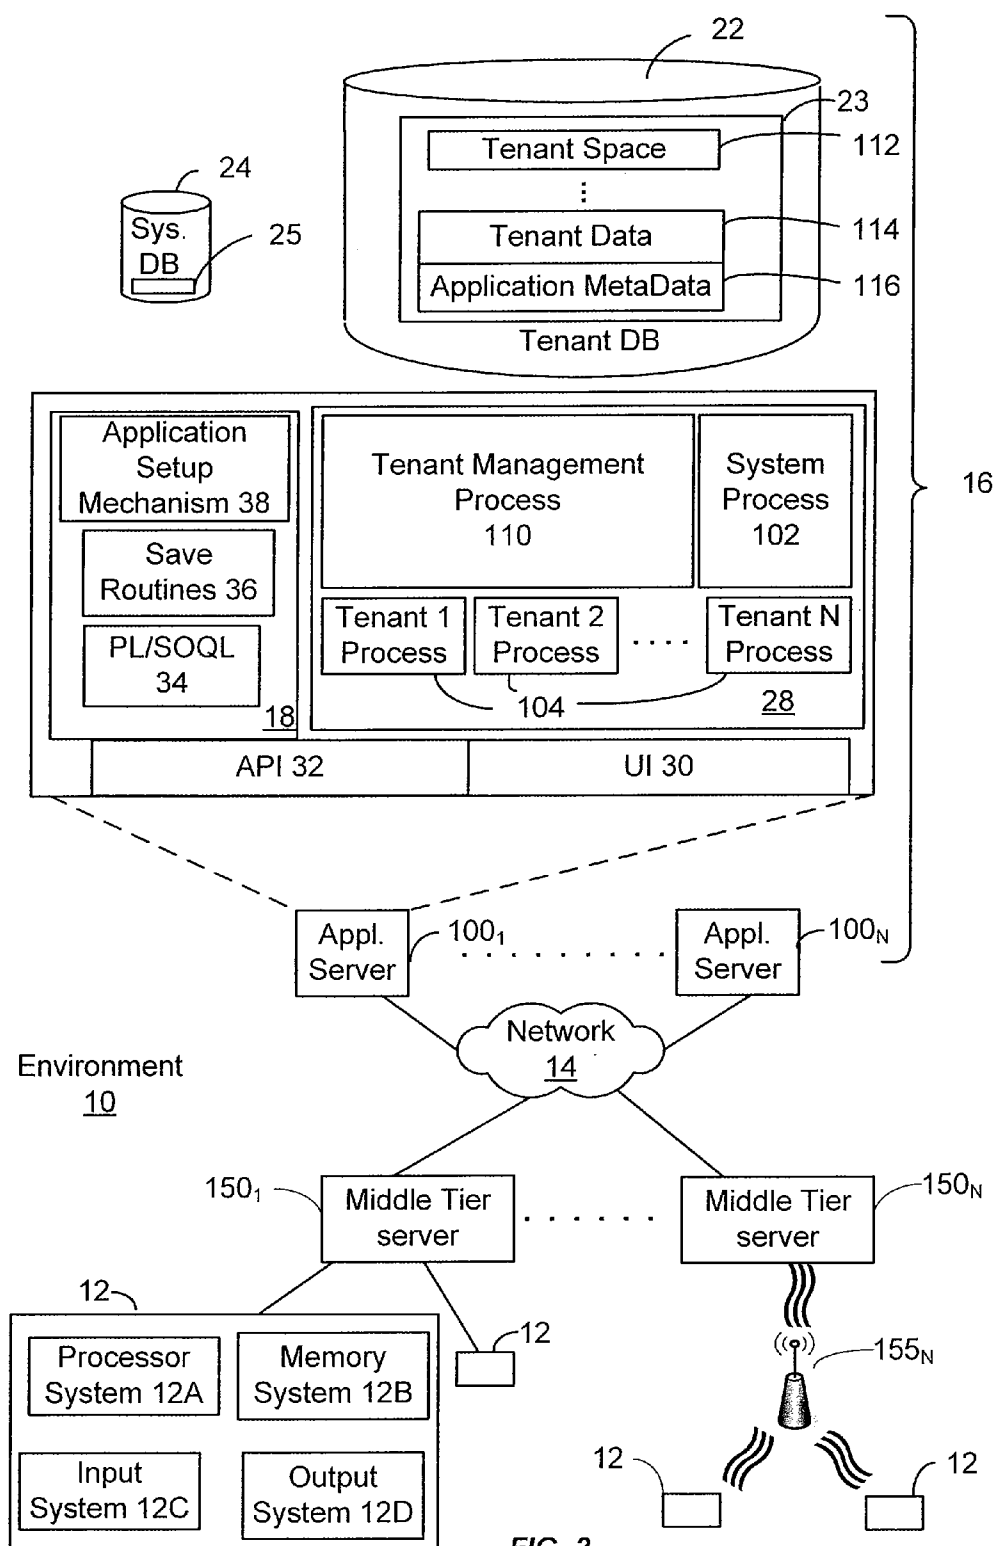 22
23
Tenant Space
112
24
114
Tenant Data
Sys.
DB
25
Application MetaData
116
Tenant DB
Application
Setup
Mechanism 38
Tenant Management
Process
110
System
Process
102
16
Save
Routines 36
Tenant 1
Process
Tenant 2
Process
Tenant N
Process
PL/SOQL
34
104
28
18
API 32
UI 30
Appl.
Server
100₁
Appl.
Server
100N
Network
14
Environment
10
150₁
Middle Tier
server
Middle Tier
server
150N
12
12
155N
Processor
System 12A
Memory
System 12B
Input
System 12C
Output
System 12D
12
12